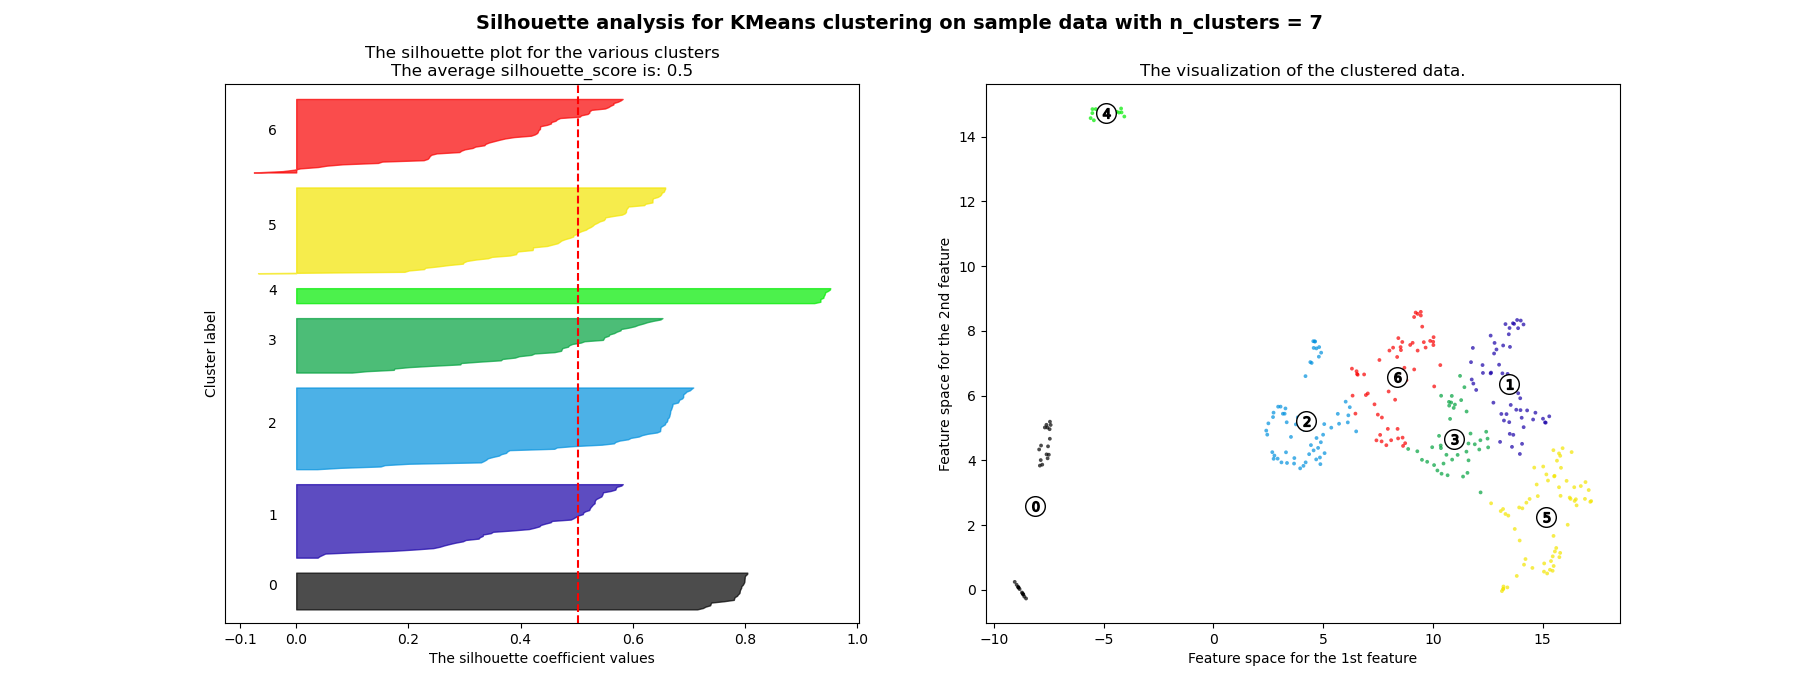 Silhouette analysis for KMeans clustering on sample data with n_clusters = 7
The silhouette plot for the various clusters
The average silhouette_score is: 0.5
Cluster label
6
5
4
3
2
1
0
−0.1 0.0 0.2 0.4 0.6 0.8 1.0
The silhouette coefficient values
The visualization of the clustered data.
Feature space for the 2nd feature
14
12
10
8
6
4
2
0
4
6
1
2
3
0
5
−10 −5 0 5 10 15
Feature space for the 1st feature